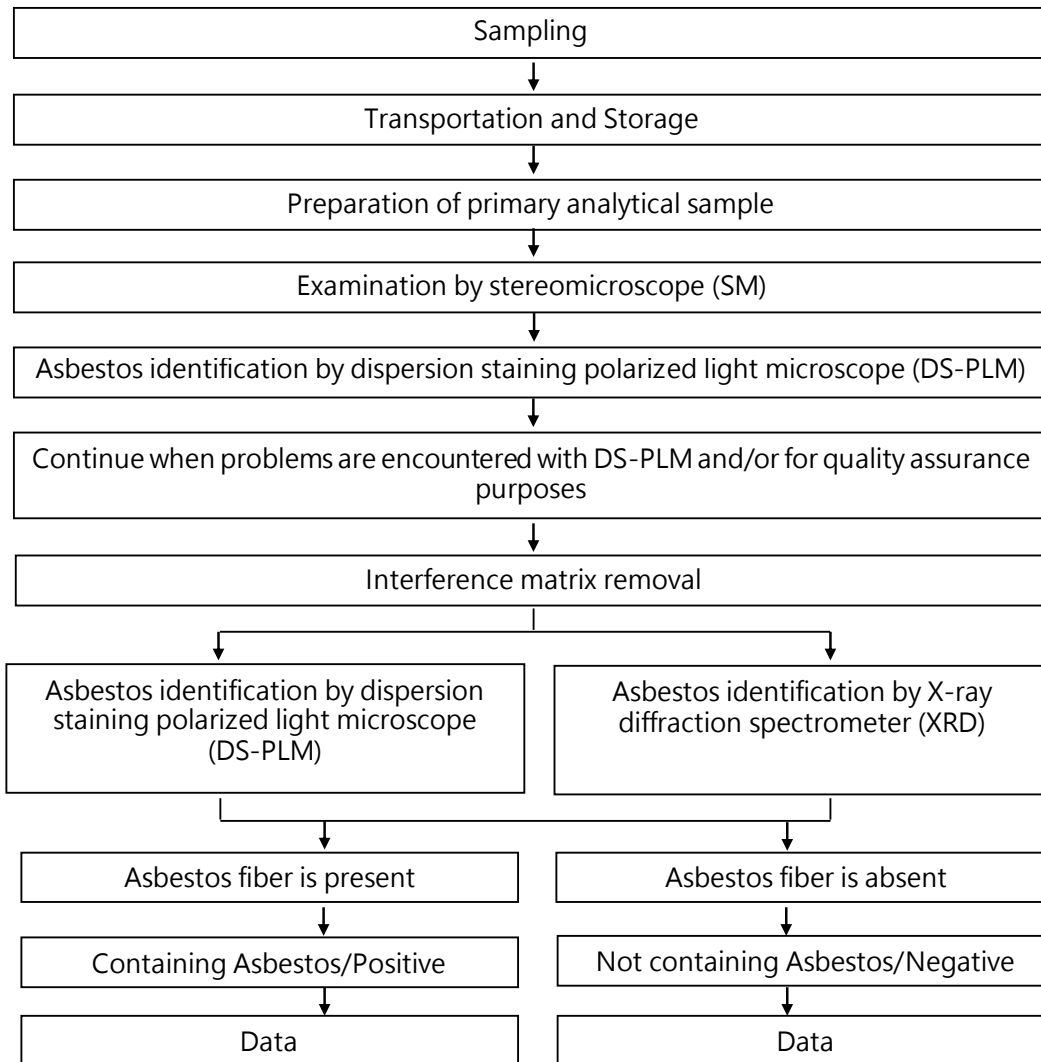 Sampling
Transportation and Storage
Preparation of primary analytical sample
Examination by stereomicroscope (SM)
Asbestos identification by dispersion staining polarized light microscope (DS-PLM)
Continue when problems are encountered with DS-PLM and/or for quality assurance
purposes
Interference matrix removal
Asbestos identification by dispersion
staining polarized light microscope
(DS-PLM)
Asbestos identification by X-ray
diffraction spectrometer (XRD)
Asbestos fiber is present
Asbestos fiber is absent
Containing Asbestos/Positive
Not containing Asbestos/Negative
Data
Data